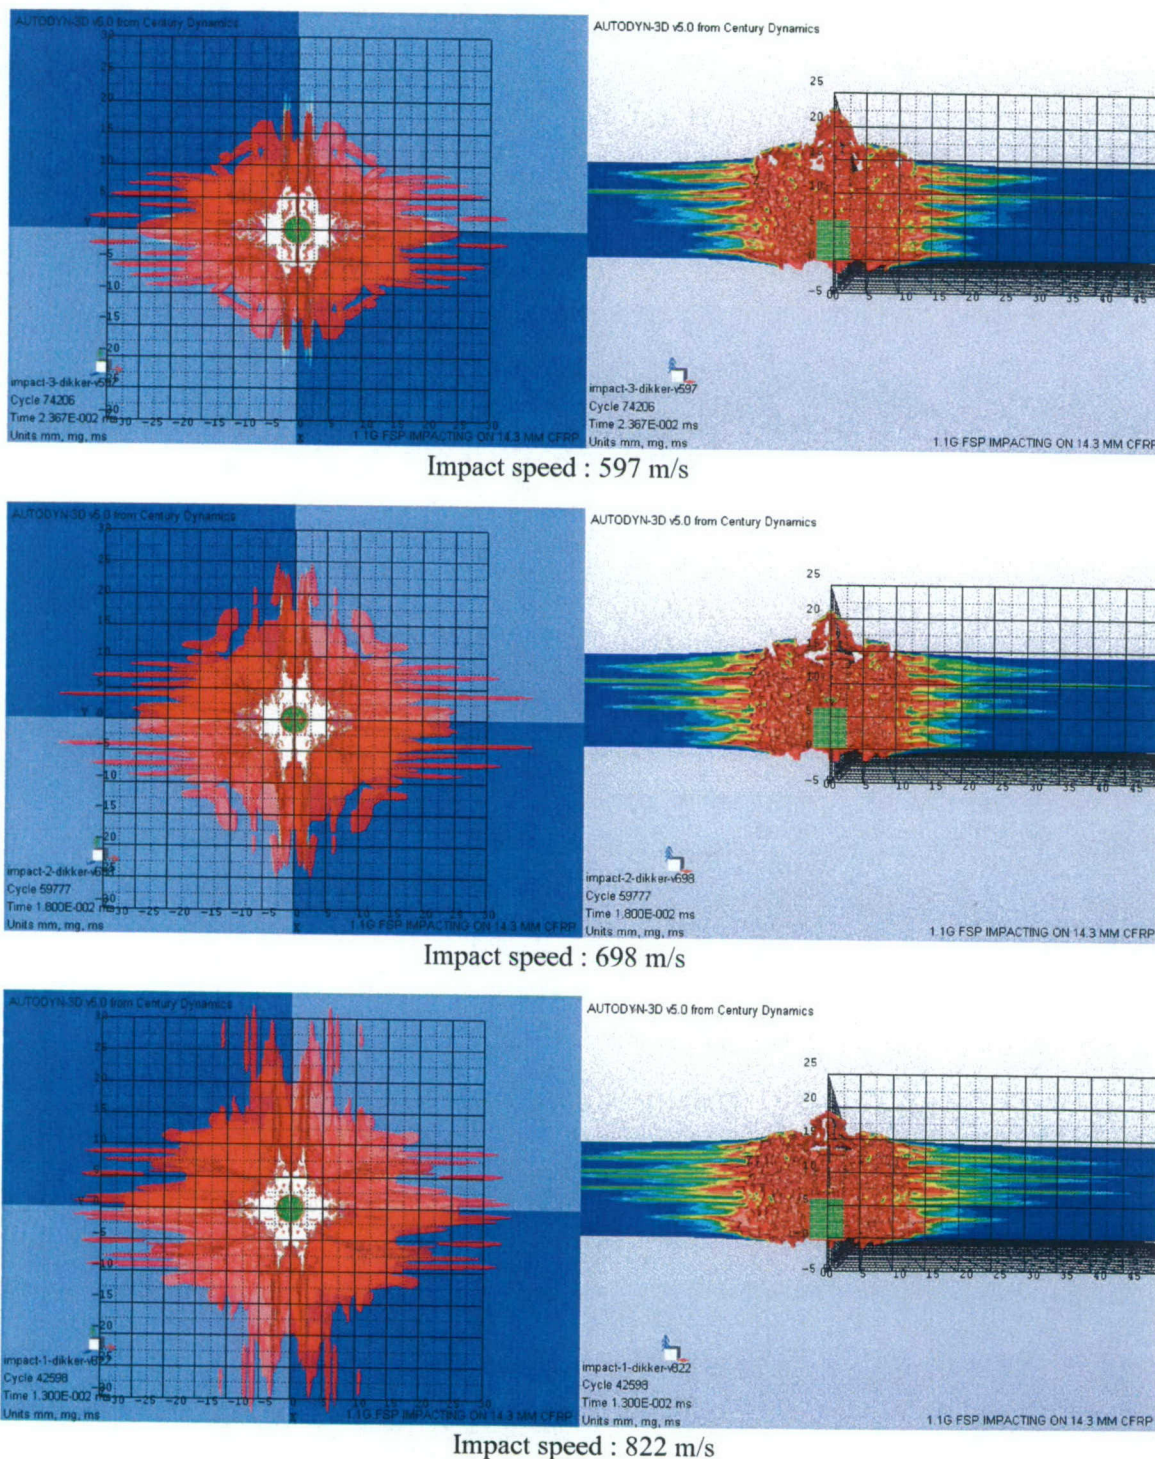 AUTODYN-3D v5.0 from Century Dynamics
AUTODYN-3D v5.0 from Century Dynamics
impact-3-dikker-v597
Cycle 74206
Time 2.367E-002 ms
Units mm, mg, ms
1.1G FSP IMPACTING ON 14.3 MM CFRP
impact-3-dikker-v597
Cycle 74206
Time 2.367E-002 ms
Units mm, mg, ms
1.1G FSP IMPACTING ON 14.3 MM CFRP
Impact speed : 597 m/s
AUTODYN-3D v5.0 from Century Dynamics
AUTODYN-3D v5.0 from Century Dynamics
Cycle 59777
Time 1.800E-002 ms
Units mm, mg, ms
1.1G FSP IMPACTING ON 14.3 MM CFRP
impact-2-dikker-v698
Cycle 59777
Time 1.800E-002 ms
Units mm, mg, ms
1.1G FSP IMPACTING ON 14.3 MM CFRP
Impact speed : 698 m/s
AUTODYN-3D v5.0 from Century Dynamics
AUTODYN-3D v5.0 from Century Dynamics
impact-1-dikker-v822
Cycle 42598
Time 1.300E-002 ms
Units mm, mg, ms
1.1G FSP IMPACTING ON 14.3 MM CFRP
impact-1-dikker-v822
Cycle 42598
Time 1.300E-002 ms
Units mm, mg, ms
1.1G FSP IMPACTING ON 14.3 MM CFRP
Impact speed : 822 m/s